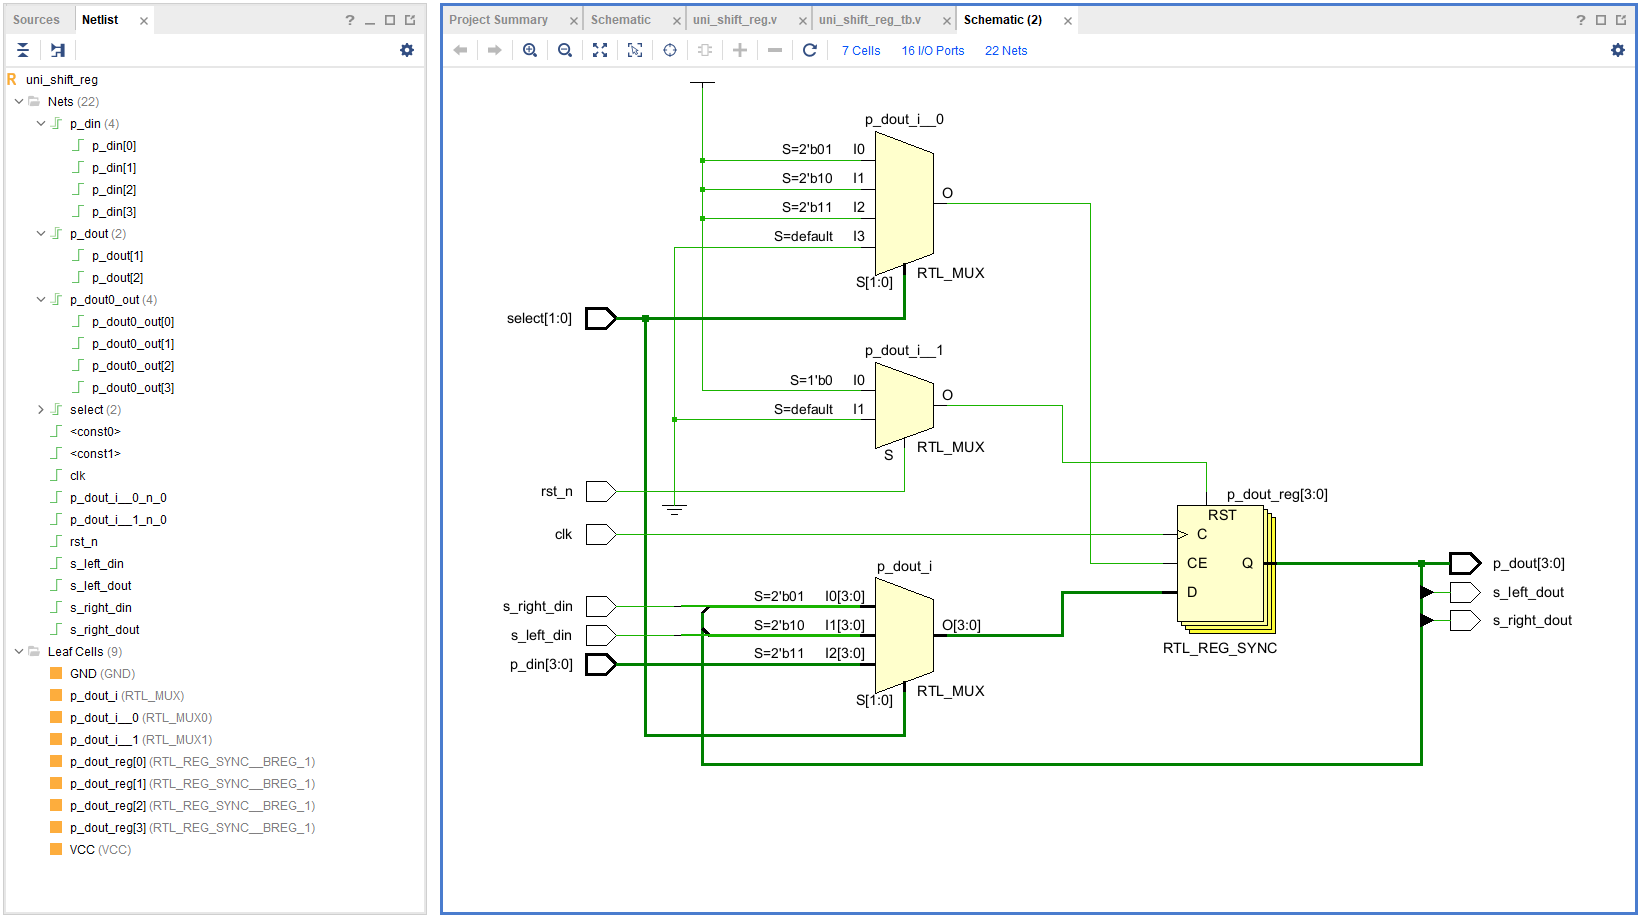 Sources Netlist
uni_shift_reg
Nets (22)
p_din (4)
p_din[0]
p_din[1]
p_din[2]
p_din[3]
p_dout (2)
p_dout[1]
p_dout[2]
p_dout0_out (4)
p_dout0_out[0]
p_dout0_out[1]
p_dout0_out[2]
p_dout0_out[3]
select (2)
<const0>
<const1>
clk
p_dout_i__0_n_0
p_dout_i__1_n_0
rst_n
s_left_din
s_left_dout
s_right_din
s_right_dout
Leaf Cells (9)
GND (GND)
p_dout_i (RTL_MUX)
p_dout_i__0 (RTL_MUX0)
p_dout_i__1 (RTL_MUX1)
p_dout_reg[0] (RTL_REG_SYNC__BREG_1)
p_dout_reg[1] (RTL_REG_SYNC__BREG_1)
p_dout_reg[2] (RTL_REG_SYNC__BREG_1)
p_dout_reg[3] (RTL_REG_SYNC__BREG_1)
VCC (VCC)
Project Summary Schematic uni_shift_reg.v uni_shift_reg_tb.v Schematic (2)
7 Cells 16 I/O Ports 22 Nets
p_dout_i__0
S=2'b01 I0
S=2'b10 I1
O
S=2'b11 I2
S=default I3
RTL_MUX
S[1:0]
select[1:0]
p_dout_i__1
S=1'b0 I0
O
S=default I1
RTL_MUX
S
rst_n
p_dout_reg[3:0]
RST
clk
C
CE Q
D
RTL_REG_SYNC
p_dout[3:0]
s_left_dout
s_right_dout
p_dout_i
s_right_din S=2'b01 I0[3:0]
s_left_din S=2'b10 I1[3:0] O[3:0]
p_din[3:0] S=2'b11 I2[3:0]
RTL_MUX
S[1:0]